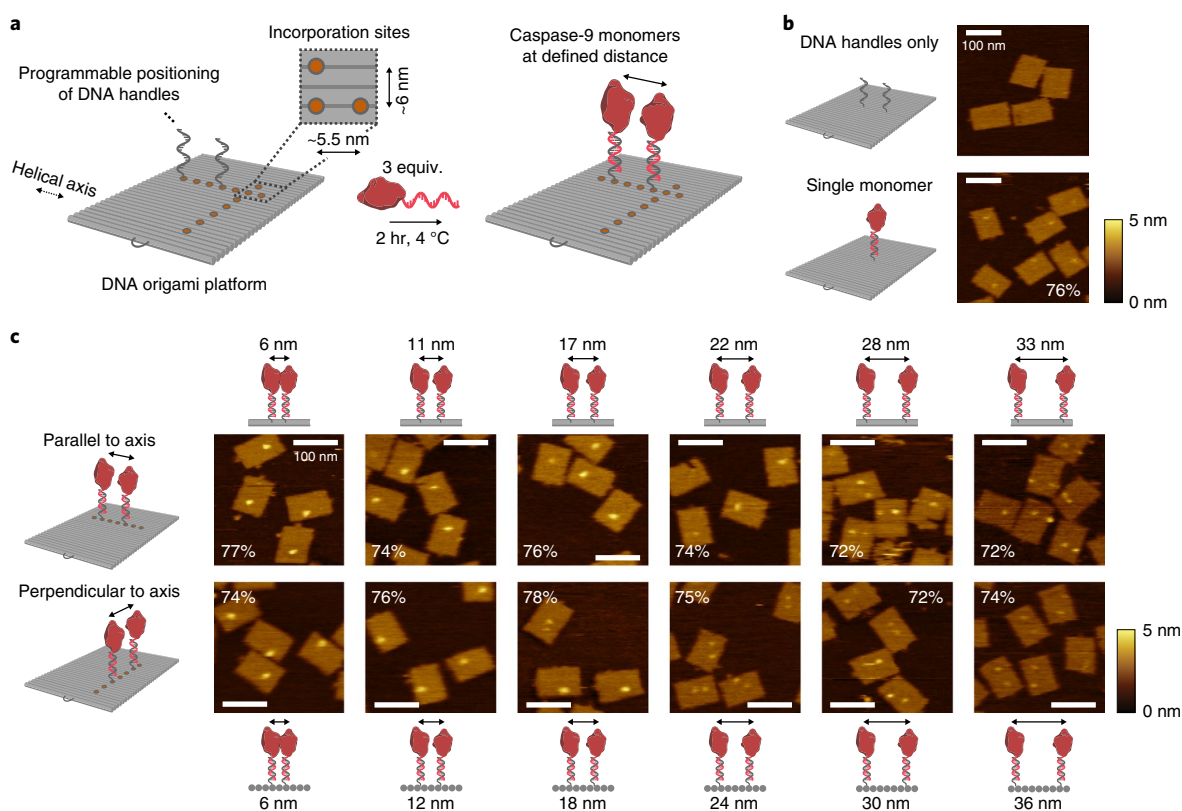 a
Incorporation sites
Programmable positioning
of DNA handles
~6 nm
~5.5 nm
Helical axis
3 equiv.
2 hr, 4 °C
DNA origami platform
Caspase-9 monomers
at defined distance
b
DNA handles only
100 nm
Single monomer
76%
5 nm
0 nm
c
6 nm
11 nm
17 nm
22 nm
28 nm
33 nm
Parallel to axis
100 nm
77%
74%
76%
74%
72%
72%
Perpendicular to axis
74%
76%
78%
75%
72%
74%
5 nm
0 nm
6 nm
12 nm
18 nm
24 nm
30 nm
36 nm